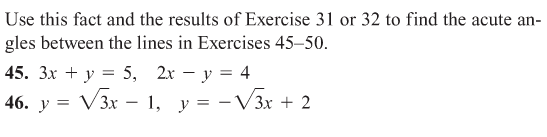 Use this fact and the results of Exercise 31 or 32 to find the acute an-
gles between the lines in Exercises 45–50.
45. 3x + y = 5, 2x − y = 4
46. y = √3x − 1, y = −√3x + 2